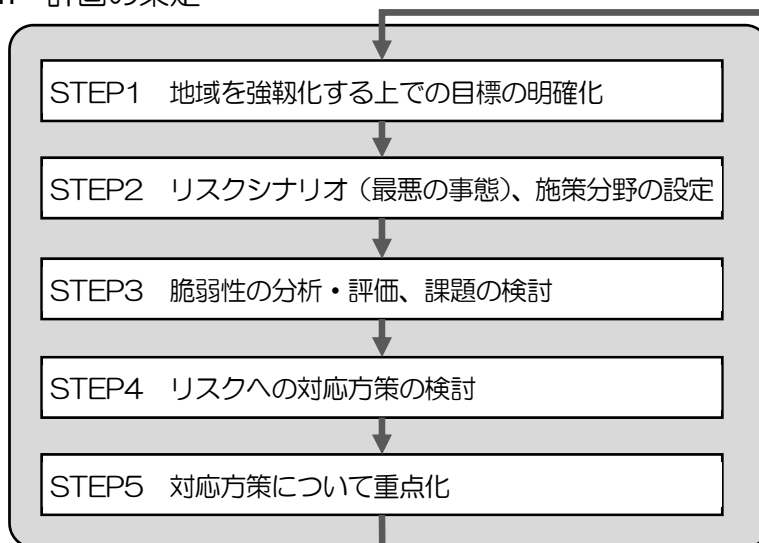 計画の策定
STEP1 地域を強靱化する上での目標の明確化
STEP2 リスクシナリオ（最悪の事態）、施策分野の設定
STEP3 脆弱性の分析・評価、課題の検討
STEP4 リスクへの対応方策の検討
STEP5 対応方策について重点化